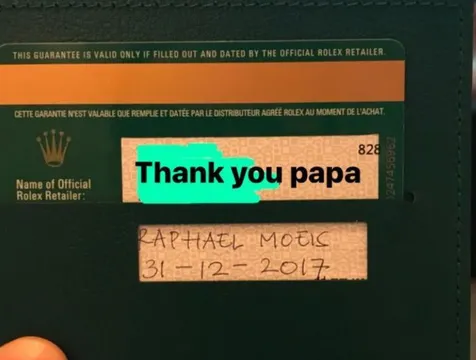 THIS GUARANTEE IS VALID ONLY IF FILLED OUT AND DATED BY THE OFFICIAL ROLEX RETAILER.
CETTE GARANTIE N'EST VALABLE QUE REMPLIE ET DATÉE PAR LE DISTRIBUTEUR AGRÉÉ ROLEX AU MOMENT DE L'ACHAT.
828
Thank you papa
Name of Official
Rolex Retailer:
RAPHAEL MOEIS
31-12-2017